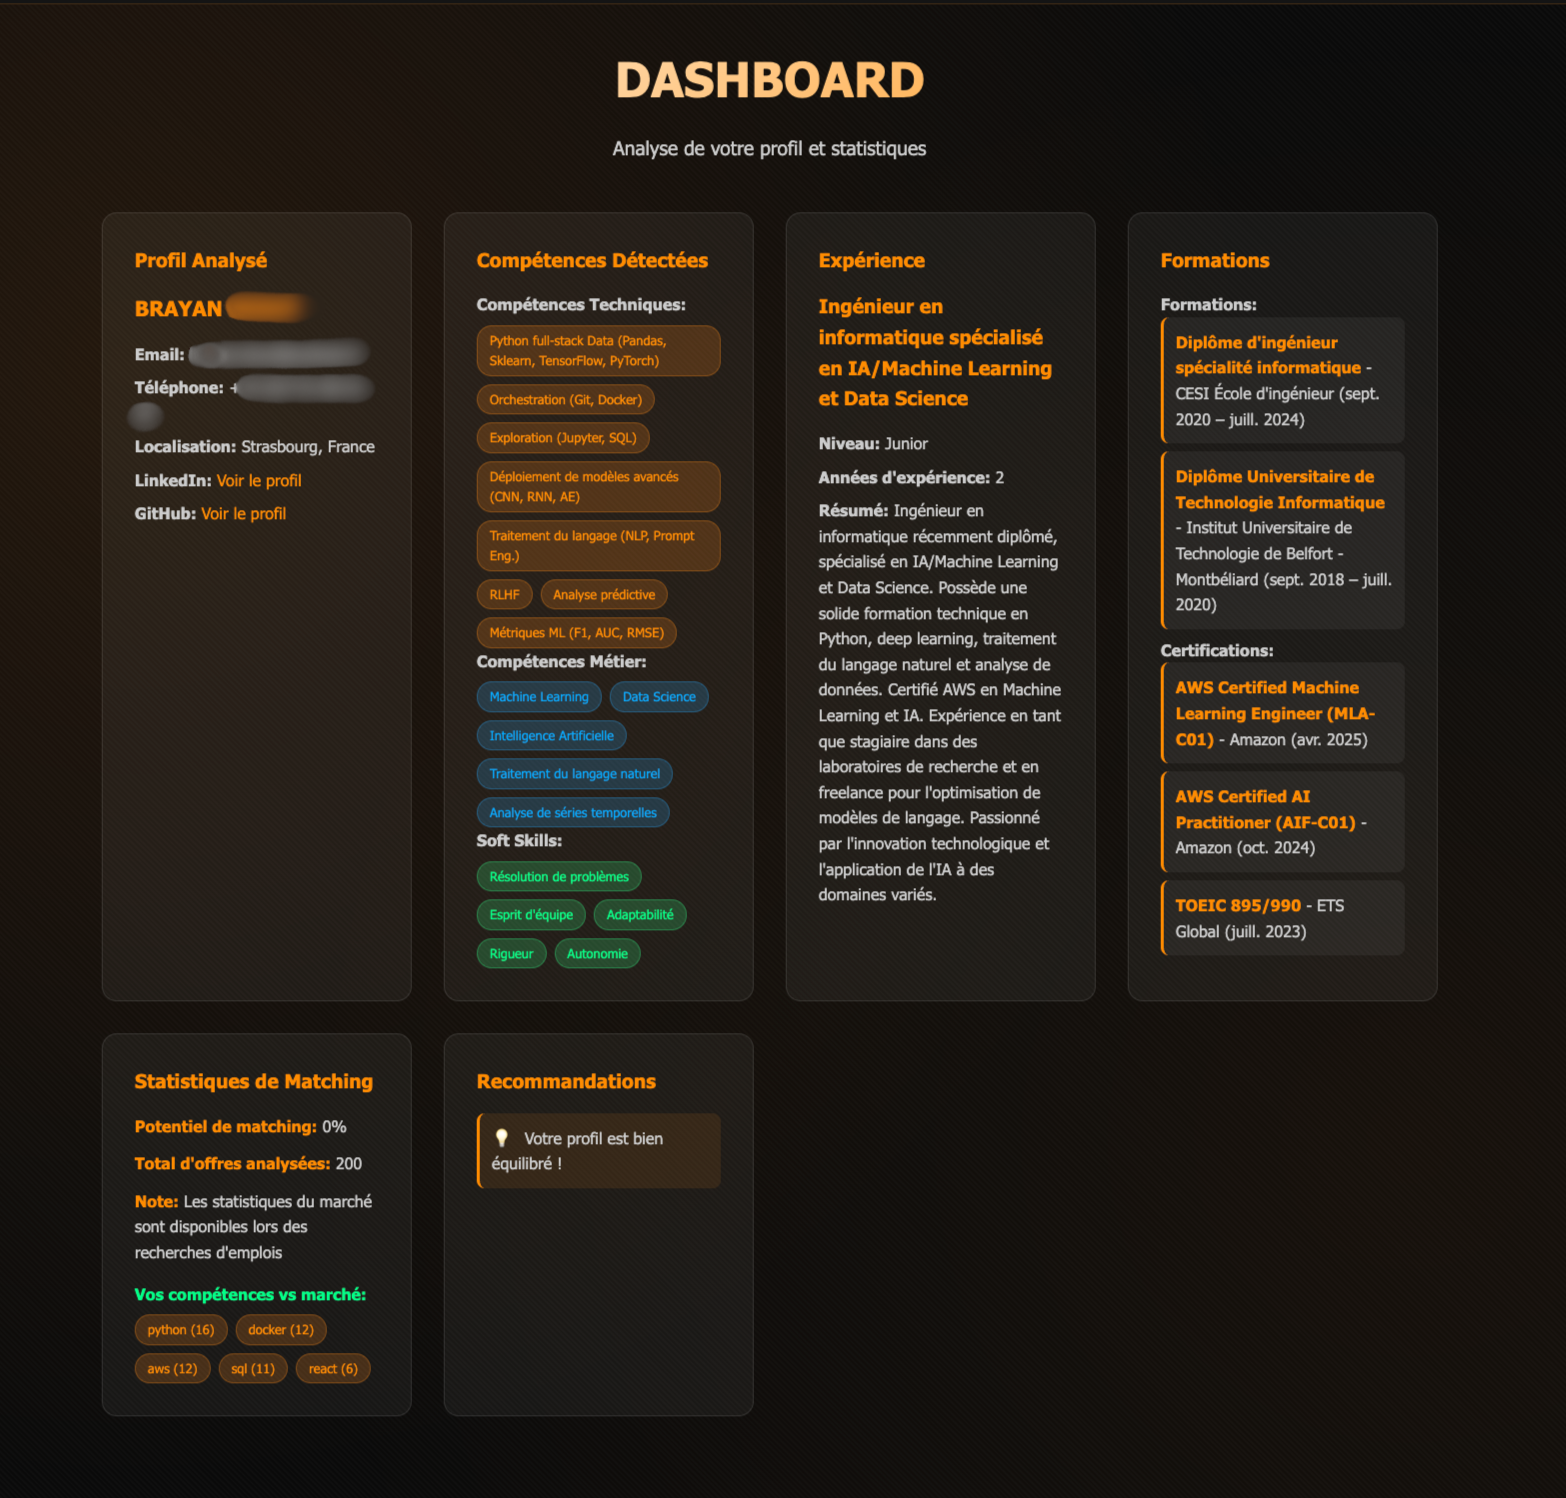 DASHBOARD
Analyse de votre profil et statistiques
Profil Analysé
BRAYAN
Email:
Téléphone: +
Localisation: Strasbourg, France
LinkedIn: Voir le profil
GitHub: Voir le profil
Compétences Détectées
Compétences Techniques:
Python full-stack Data (Pandas,
Sklearn, TensorFlow, PyTorch)
Orchestration (Git, Docker)
Exploration (Jupyter, SQL)
Déploiement de modèles avancés
(CNN, RNN, AE)
Traitement du langage (NLP, Prompt
Eng.)
RLHF Analyse prédictive
Métriques ML (F1, AUC, RMSE)
Compétences Métier:
Machine Learning Data Science
Intelligence Artificielle
Traitement du langage naturel
Analyse de séries temporelles
Soft Skills:
Résolution de problèmes
Esprit d'équipe Adaptabilité
Rigueur Autonomie
Expérience
Ingénieur en
informatique spécialisé
en IA/Machine Learning
et Data Science
Niveau: Junior
Années d'expérience: 2
Résumé: Ingénieur en
informatique récemment diplômé,
spécialisé en IA/Machine Learning
et Data Science. Possède une
solide formation technique en
Python, deep learning, traitement
du langage naturel et analyse de
données. Certifié AWS en Machine
Learning et IA. Expérience en tant
que stagiaire dans des
laboratoires de recherche et en
freelance pour l'optimisation de
modèles de langage. Passionné
par l'innovation technologique et
l'application de l'IA à des
domaines variés.
Formations
Formations:
Diplôme d'ingénieur
spécialité informatique -
CESI École d'ingénieur (sept.
2020 – juill. 2024)
Diplôme Universitaire de
Technologie Informatique
- Institut Universitaire de
Technologie de Belfort -
Montbéliard (sept. 2018 – juill.
2020)
Certifications:
AWS Certified Machine
Learning Engineer (MLA-
C01) - Amazon (avr. 2025)
AWS Certified AI
Practitioner (AIF-C01) -
Amazon (oct. 2024)
TOEIC 895/990 - ETS
Global (juill. 2023)
Statistiques de Matching
Potentiel de matching: 0%
Total d'offres analysées: 200
Note: Les statistiques du marché
sont disponibles lors des
recherches d'emplois
Vos compétences vs marché:
python (16) docker (12)
aws (12) sql (11) react (6)
Recommandations
💡 Votre profil est bien
équilibré !